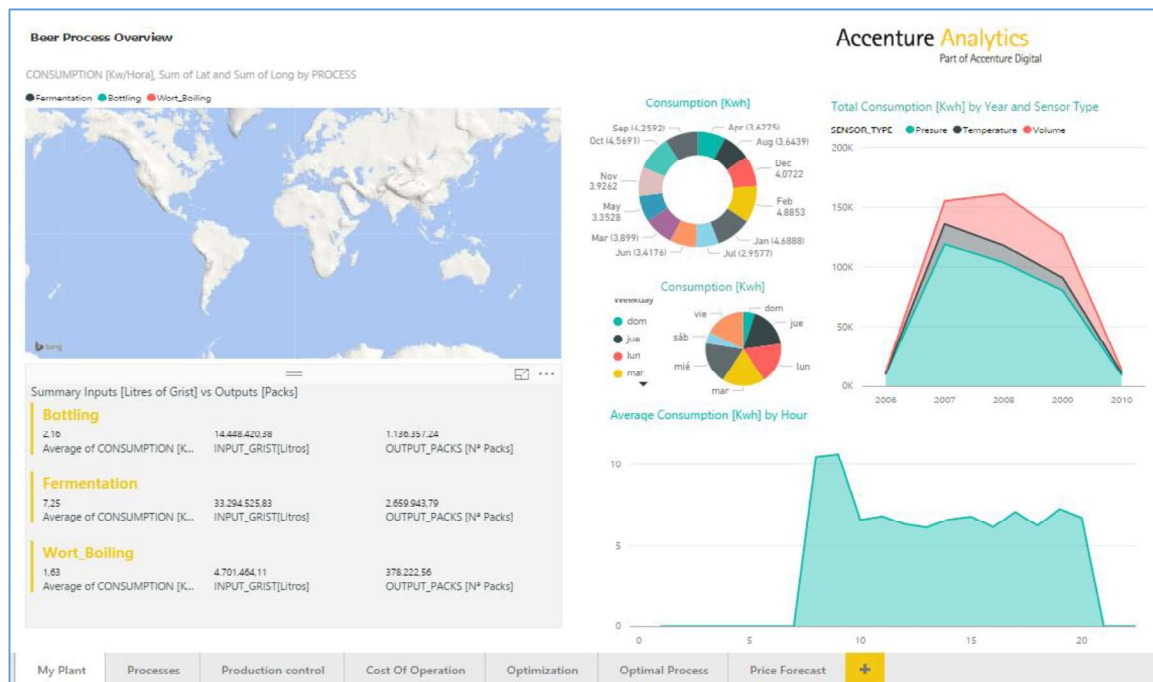 Beer Process Overview
Accenture Analytics
Part of Accenture Digital
CONSUMPTION [Kw/Hora], Sum of Lat and Sum of Long by PROCESS
Fermentation Bottling Wort_Boiling
bing
Summary Inputs [Litres of Grist] vs Outputs [Packs]
Bottling
2,16 14.448.420,38 1.136.357,24
Average of CONSUMPTION [K... INPUT_GRIST[Litros] OUTPUT_PACKS [Nª Packs]
Fermentation
7,25 33.294.525,83 2.659.943,79
Average of CONSUMPTION [K... INPUT_GRIST[Litros] OUTPUT_PACKS [Nª Packs]
Wort_Boiling
1,63 4.701.464,11 378.222,56
Average of CONSUMPTION [K... INPUT_GRIST[Litros] OUTPUT_PACKS [Nª Packs]
Consumption [Kwh]
Sep (4,2592) Apr (3,6275)
Oct (4,5691) Aug (3,6439)
Dec
4,0722
Nov
3,9262
Feb
4,8853
May
3,3528
Mar (3,899) Jan (4,6888)
Jun (3,4176) Jul (2,9577)
Consumption [Kwh]
Weekday
dom
jue
lun
mar
vie dom
sáb jue
mié lun
mar
Total Consumption [Kwh] by Year and Sensor Type
SENSOR_TYPE Presure Temperature Volume
200K
150K
100K
50K
0K
2006 2007 2008 2009 2010
Average Consumption [Kwh] by Hour
10
5
0
0 5 10 15 20
My Plant Processes Production control Cost Of Operation Optimization Optimal Process Price Forecast +